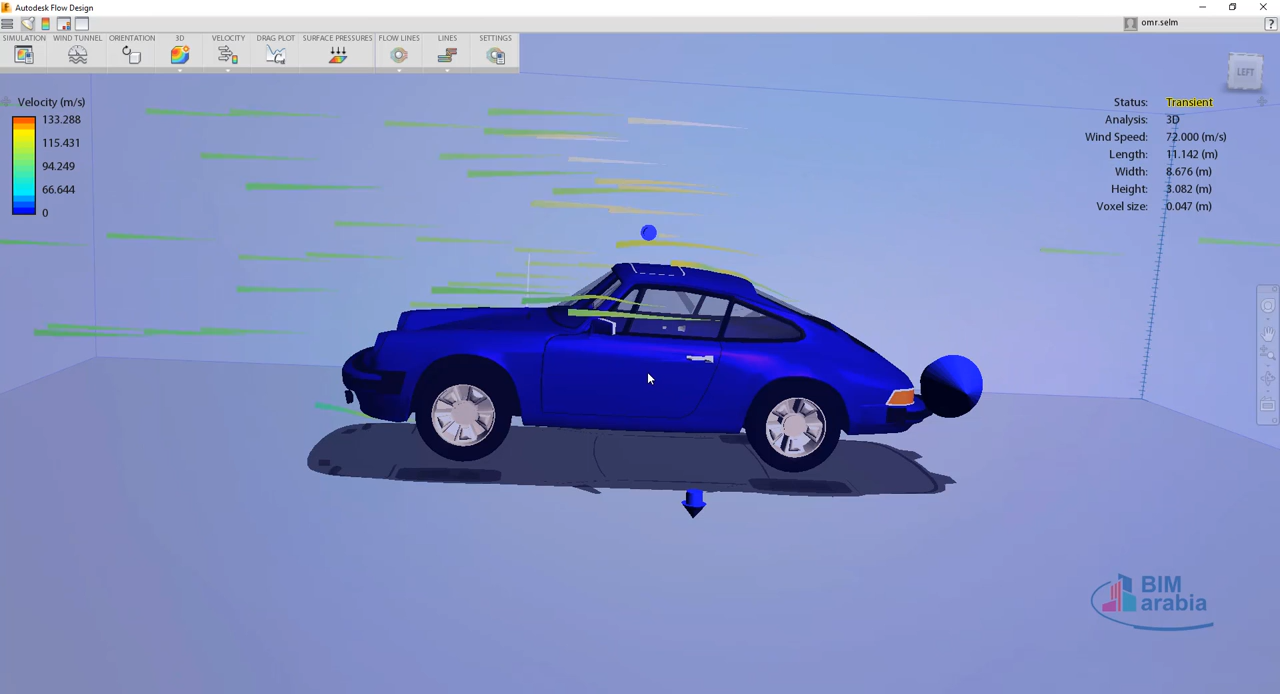 Autodesk Flow Design
omr.selm
?
SIMULATION
WIND TUNNEL
ORIENTATION
3D
VELOCITY
DRAG PLOT
SURFACE PRESSURES
FLOW LINES
LINES
SETTINGS
LEFT
Velocity (m/s)
133.288
115.431
94.249
66.644
0
Status: Transient
Analysis: 3D
Wind Speed: 72.000 (m/s)
Length: 11.142 (m)
Width: 8.676 (m)
Height: 3.082 (m)
Voxel size: 0.047 (m)
BIM
arabia